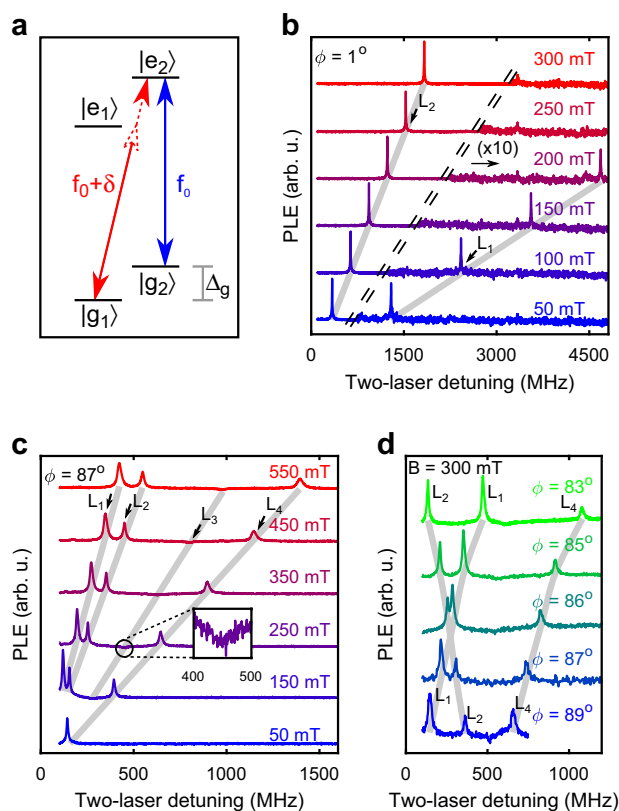 a
|e₂⟩
|e₁⟩
f₀+δ
f₀
|g₂⟩
Δg
|g₁⟩
b
ϕ = 1°
300 mT
L₂
250 mT
(x10)
200 mT
150 mT
L₁
100 mT
50 mT
PLE (arb. u.)
1500 3000 4500
Two-laser detuning (MHz)
c
ϕ = 87°
550 mT
L₁ L₂ L₃ L₄
450 mT
350 mT
250 mT
400 500
150 mT
50 mT
PLE (arb. u.)
0 500 1000 1500
Two-laser detuning (MHz)
d
B = 300 mT
ϕ = 83°
L₂ L₁ L₄
ϕ = 85°
ϕ = 86°
ϕ = 87°
L₁ L₂ L₄
ϕ = 89°
PLE (arb. u.)
0 500 1000
Two-laser detuning (MHz)